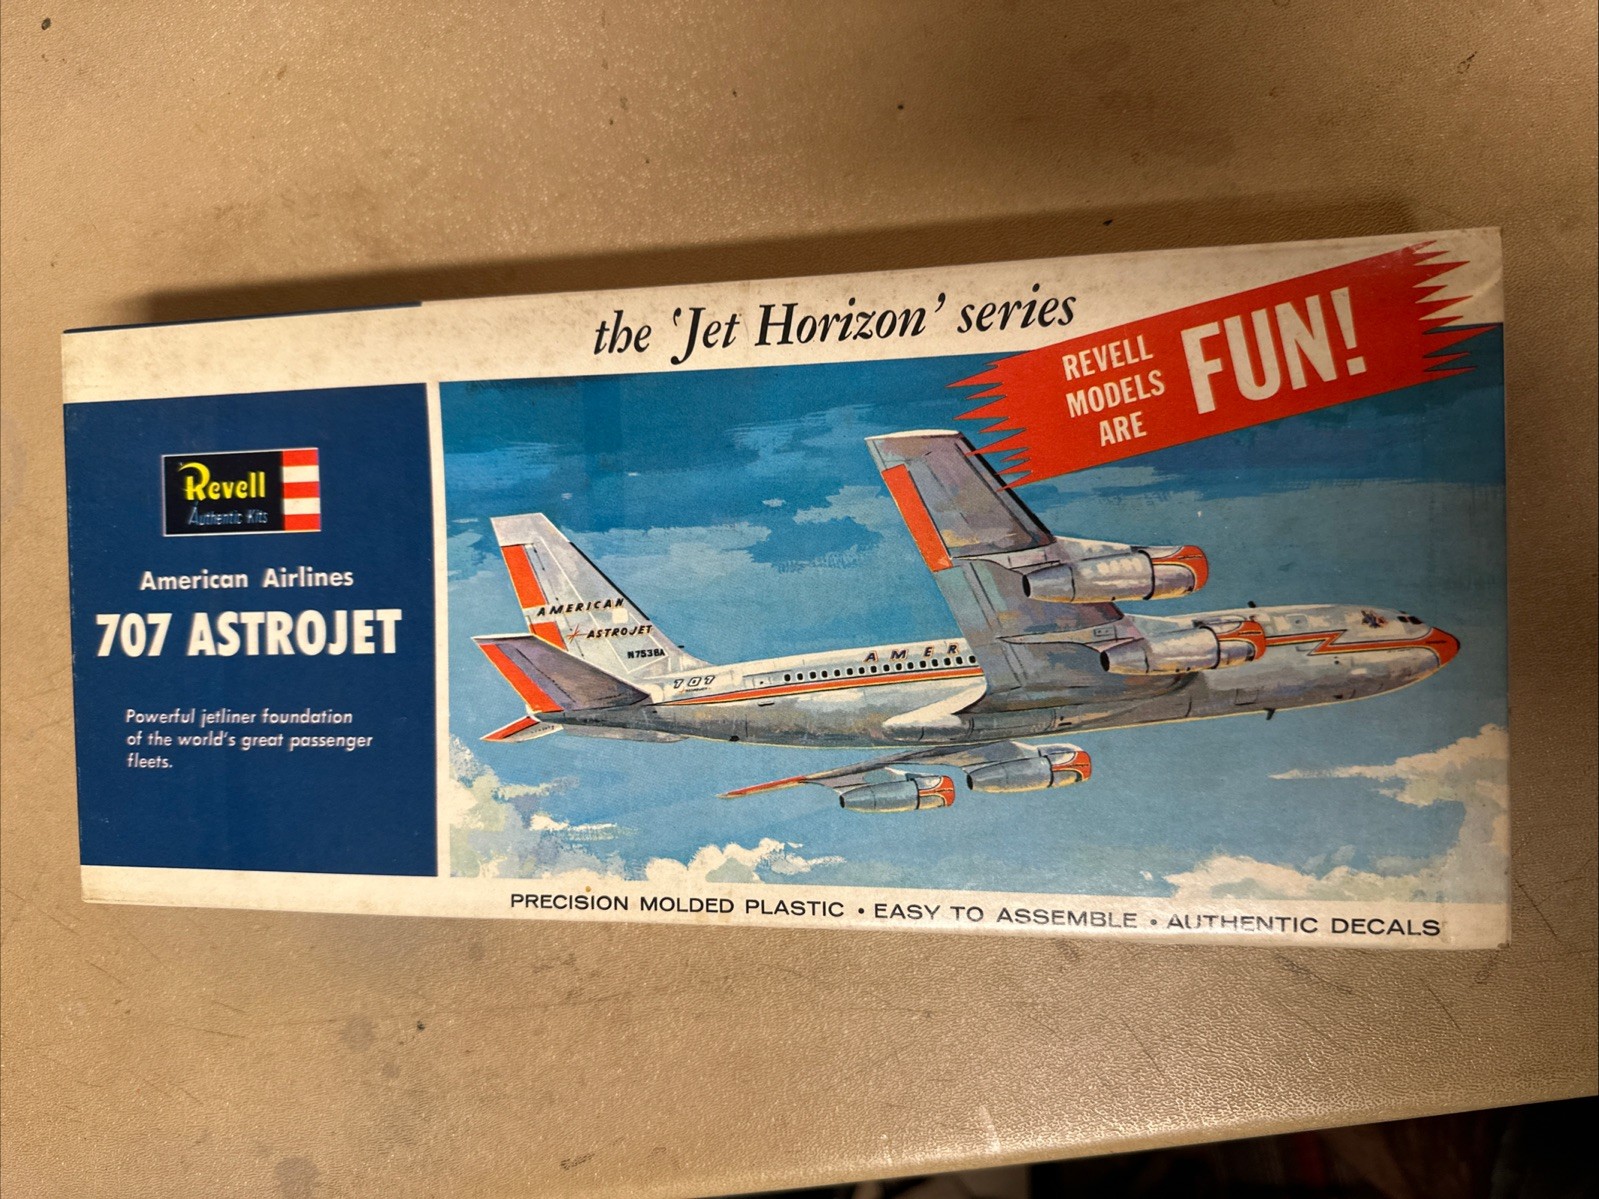 the 'Jet Horizon' series
REVELL
MODELS
ARE
FUN!
Revell
Authentic Kits
American Airlines
707 ASTROJET
Powerful jetliner foundation
of the world's great passenger
fleets.
AMERICAN
ASTROJET
N7538A
707
AMER
PRECISION MOLDED PLASTIC • EASY TO ASSEMBLE • AUTHENTIC DECALS